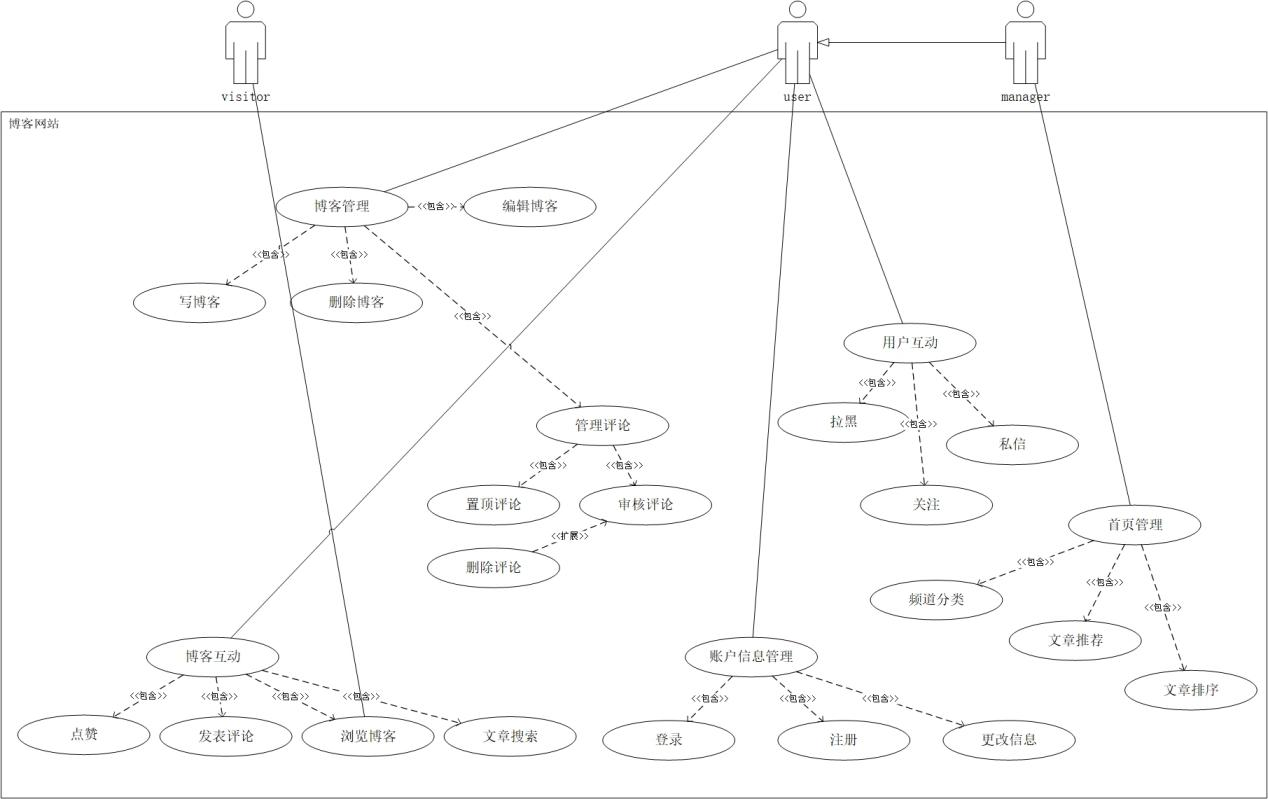 visitor
user
manager
博客网站
博客管理
<<包含>>
编辑博客
<<包含>>
<<包含>>
写博客
删除博客
<<包含>>
用户互动
<<包含>>
<<包含>>
拉黑
<<包含>>
私信
管理评论
<<包含>>
<<包含>>
置顶评论
审核评论
关注
<<扩展>>
删除评论
首页管理
<<包含>>
<<包含>>
<<包含>>
频道分类
文章推荐
文章排序
博客互动
<<包含>>
<<包含>>
<<包含>>
<<包含>>
点赞
发表评论
浏览博客
文章搜索
账户信息管理
<<包含>>
<<包含>>
<<包含>>
登录
注册
更改信息